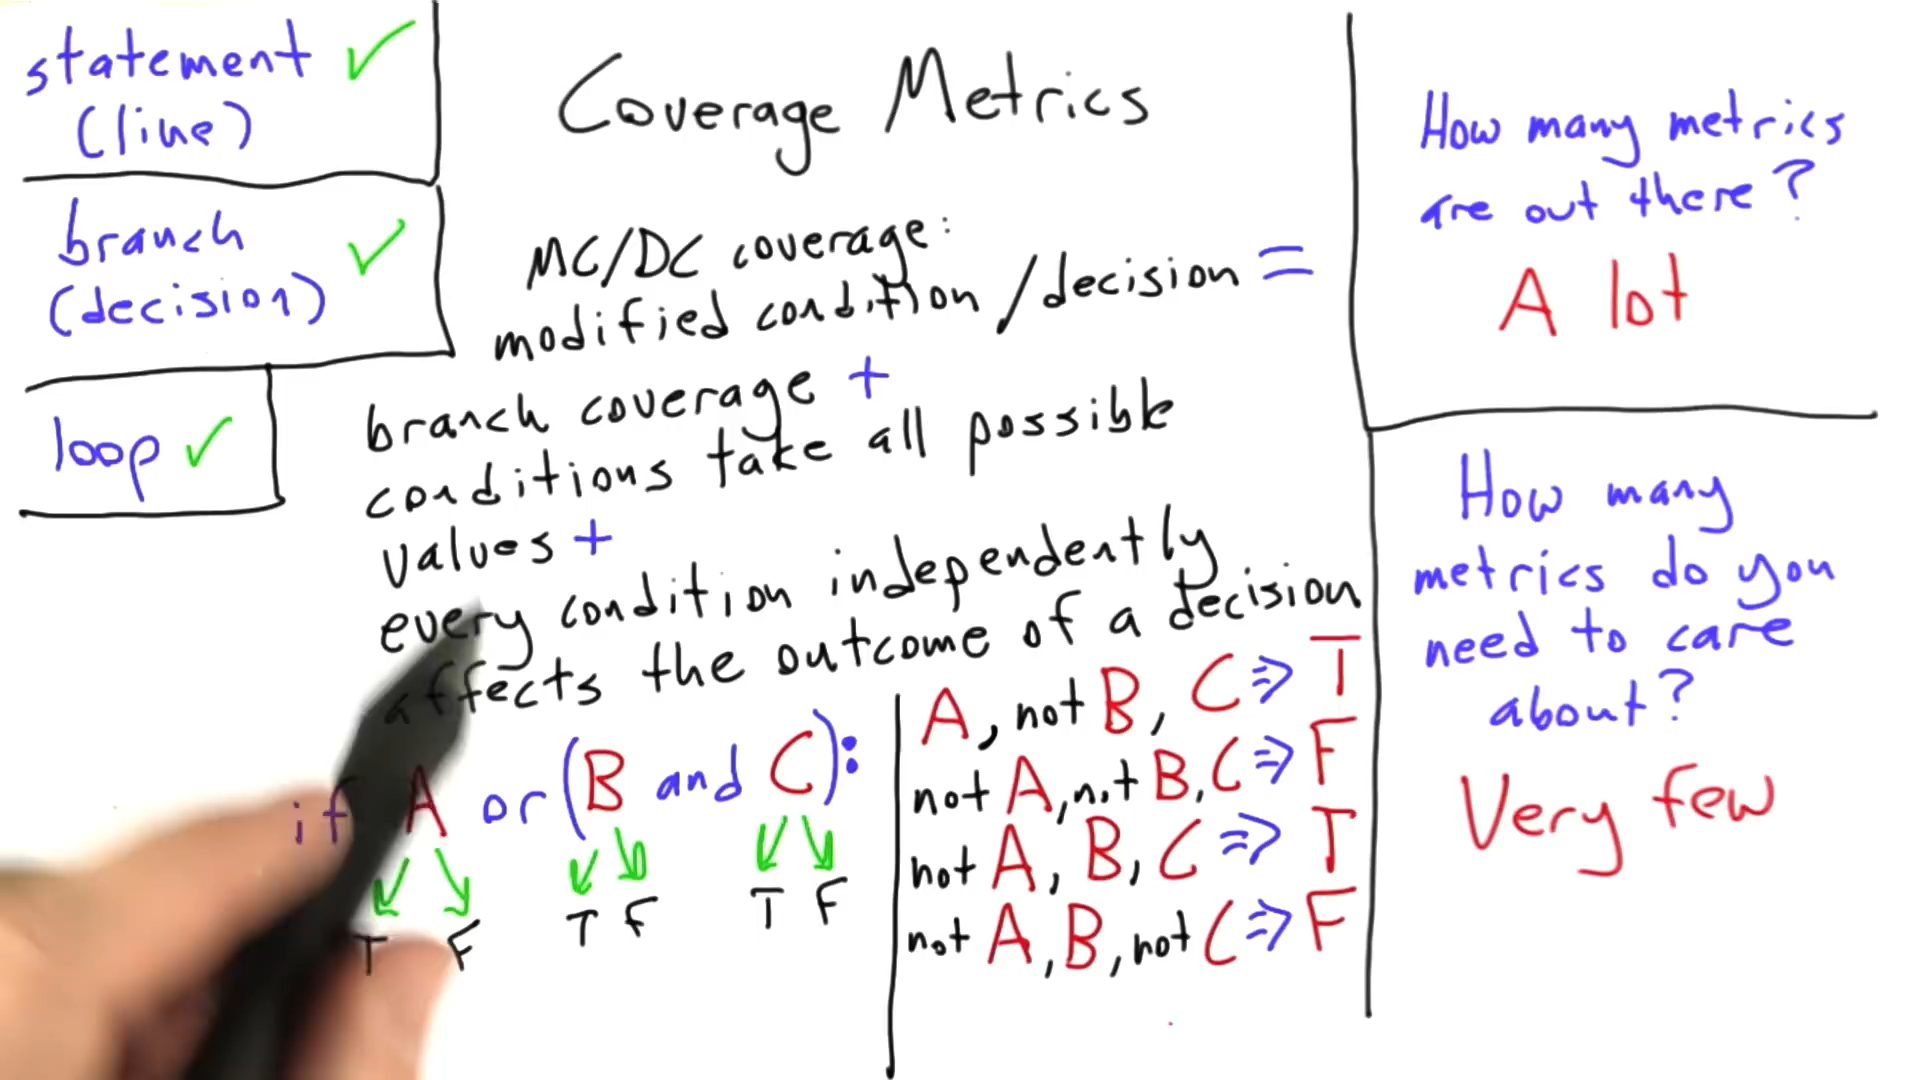 statement
(line)
branch
(decision)
loop
Coverage Metrics
MC/DC coverage:
modified condition/decision =
branch coverage +
conditions take all possible
values +
every condition independently
affects the outcome of a decision
if A or (B and C):
T F T F T F
A, not B, C => T
not A, not B, C => F
not A, B, C => T
not A, B, not C => F
How many metrics
are out there?
A lot
How many
metrics do you
need to care
about?
Very few